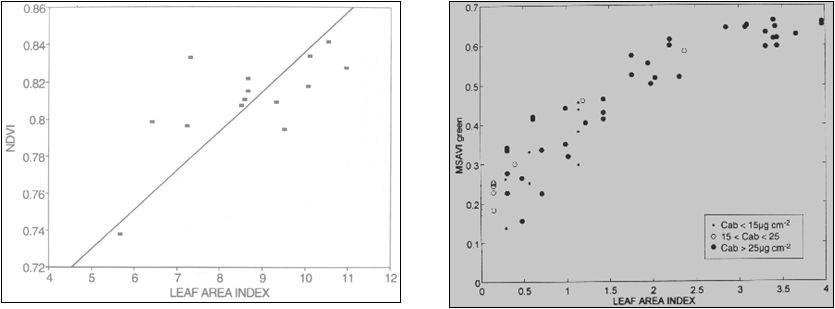 0.86
0.84
0.82
0.8
0.78
0.76
0.74
0.72
NDVI
4 5 6 7 8 9 10 11 12
LEAF AREA INDEX
0.7
0.6
0.5
0.4
0.3
0.2
0.1
0
MSAVI green
Cab < 15µg cm-2
15 < Cab < 25
Cab > 25µg cm-2
0 0.5 1 1.5 2 2.5 3 3.5 4
LEAF AREA INDEX